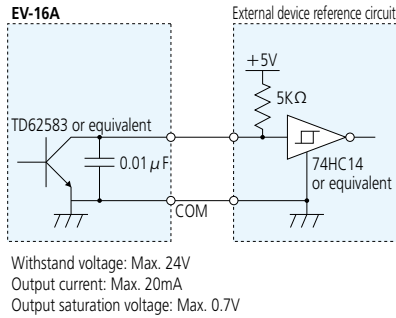 EV-16A
External device reference circuit
+5V
5KΩ
TD62583 or equivalent
0.01μF
74HC14
or equivalent
COM
Withstand voltage: Max. 24V
Output current: Max. 20mA
Output saturation voltage: Max. 0.7V